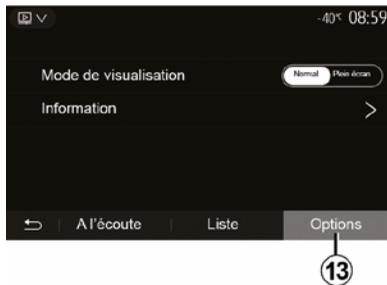 -40°C 08:59
Mode de visualisation Normal Plein écran
Information >
A l'écoute Liste Options
13